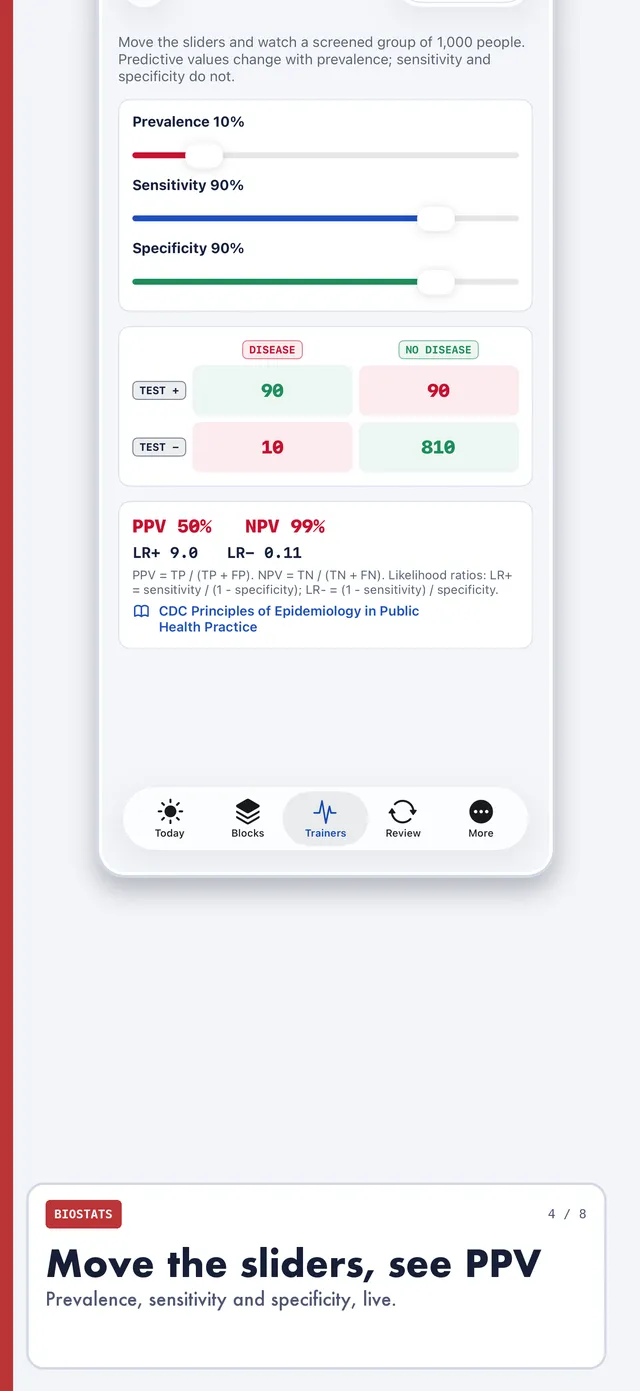 Move the sliders and watch a screened group of 1,000 people.
Predictive values change with prevalence; sensitivity and
specificity do not.
Prevalence 10%
Sensitivity 90%
Specificity 90%
DISEASE NO DISEASE
TEST + 90 90
TEST − 10 810
PPV 50% NPV 99%
LR+ 9.0 LR− 0.11
PPV = TP / (TP + FP). NPV = TN / (TN + FN). Likelihood ratios: LR+
= sensitivity / (1 - specificity); LR- = (1 - sensitivity) / specificity.
CDC Principles of Epidemiology in Public
Health Practice
Today Blocks Trainers Review More
BIOSTATS 4 / 8
Move the sliders, see PPV
Prevalence, sensitivity and specificity, live.